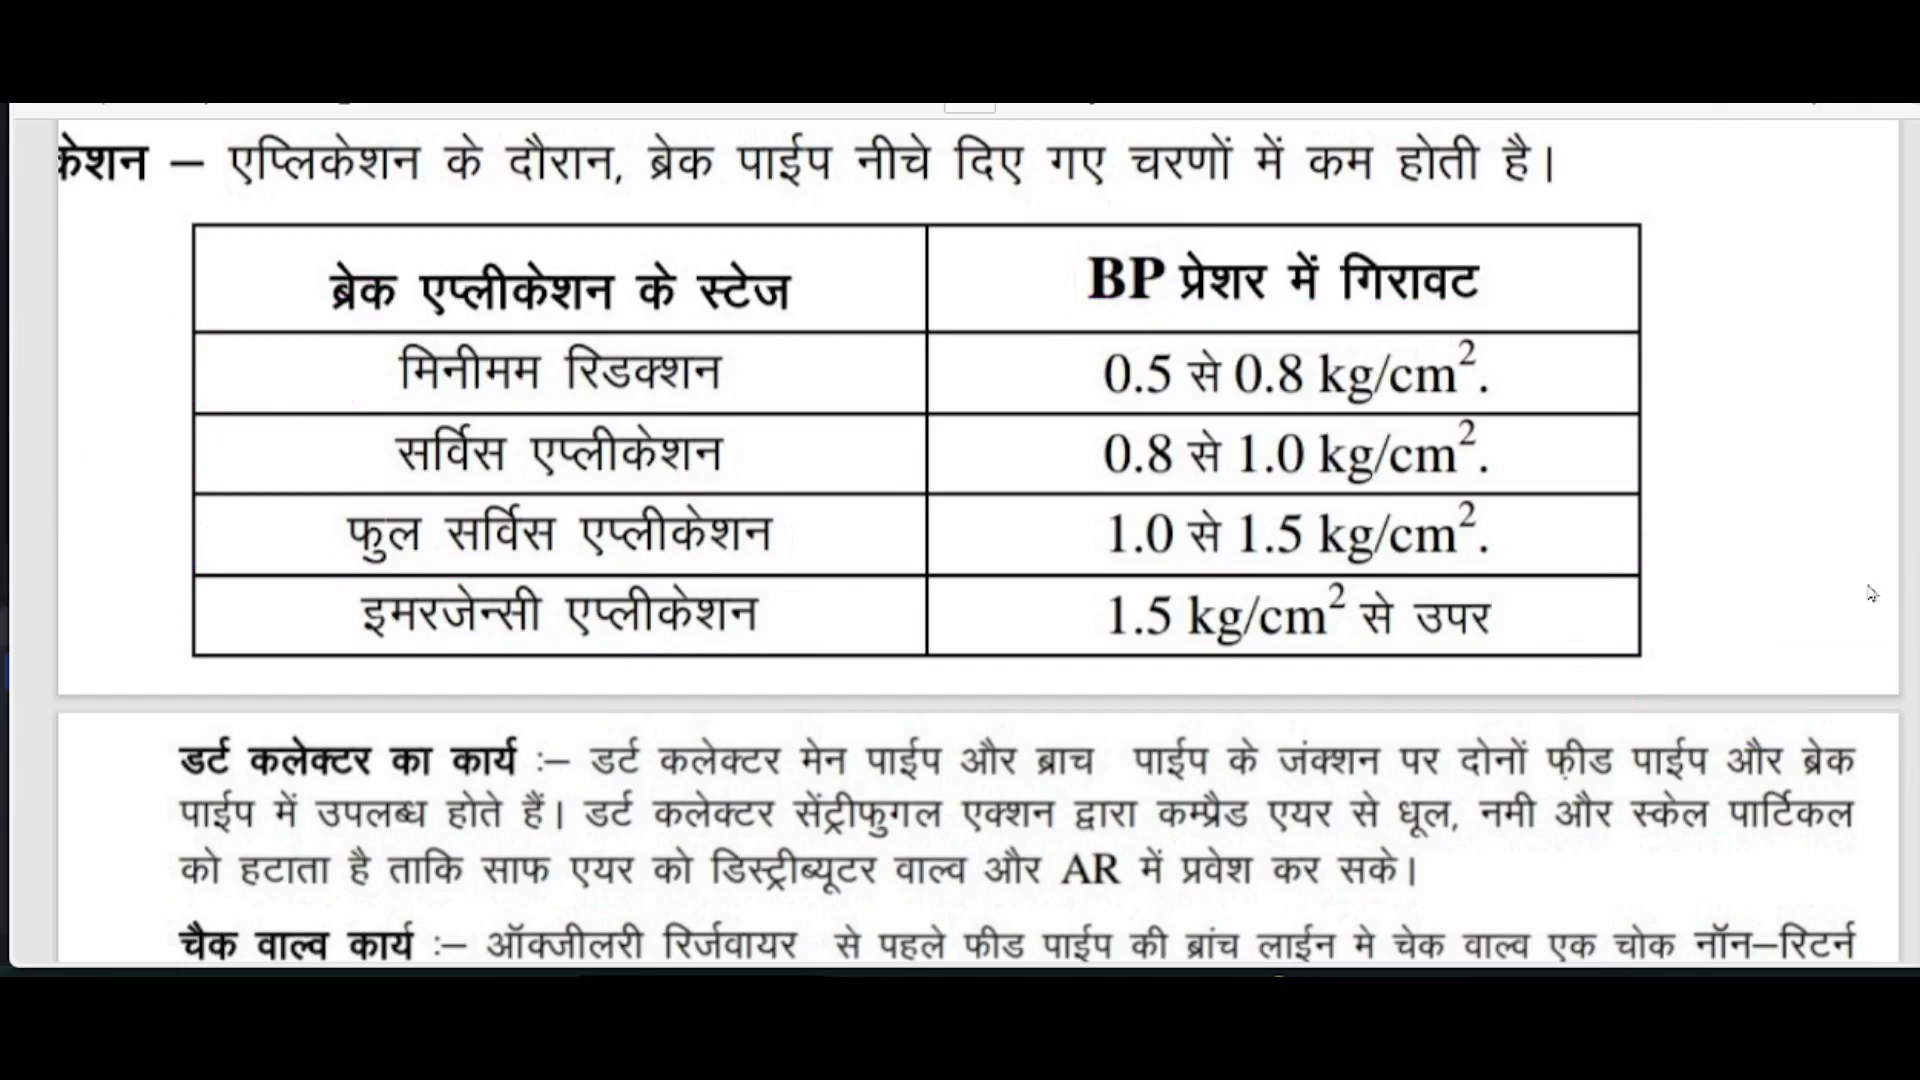 केशन – एप्लिकेशन के दौरान, ब्रेक पाईप नीचे दिए गए चरणों में कम होती है।
ब्रेक एप्लीकेशन के स्टेज BP प्रेशर में गिरावट
मिनीमम रिडक्शन 0.5 से 0.8 kg/cm².
सर्विस एप्लीकेशन 0.8 से 1.0 kg/cm².
फुल सर्विस एप्लीकेशन 1.0 से 1.5 kg/cm².
इमरजेन्सी एप्लीकेशन 1.5 kg/cm² से उपर
डर्ट कलेक्टर का कार्य :– डर्ट कलेक्टर मेन पाईप और ब्राच पाईप के जंक्शन पर दोनों फ़ीड पाईप और ब्रेक
पाईप में उपलब्ध होते हैं। डर्ट कलेक्टर सेंट्रीफुगल एक्शन द्वारा कम्प्रैड एयर से धूल, नमी और स्केल पार्टिकल
को हटाता है ताकि साफ एयर को डिस्ट्रीब्यूटर वाल्व और AR में प्रवेश कर सके।
चैक वाल्व कार्य :– ऑक्जीलरी रिर्जवायर से पहले फीड पाईप की ब्रांच लाईन मे चेक वाल्व एक चोक नॉन–रिटर्न